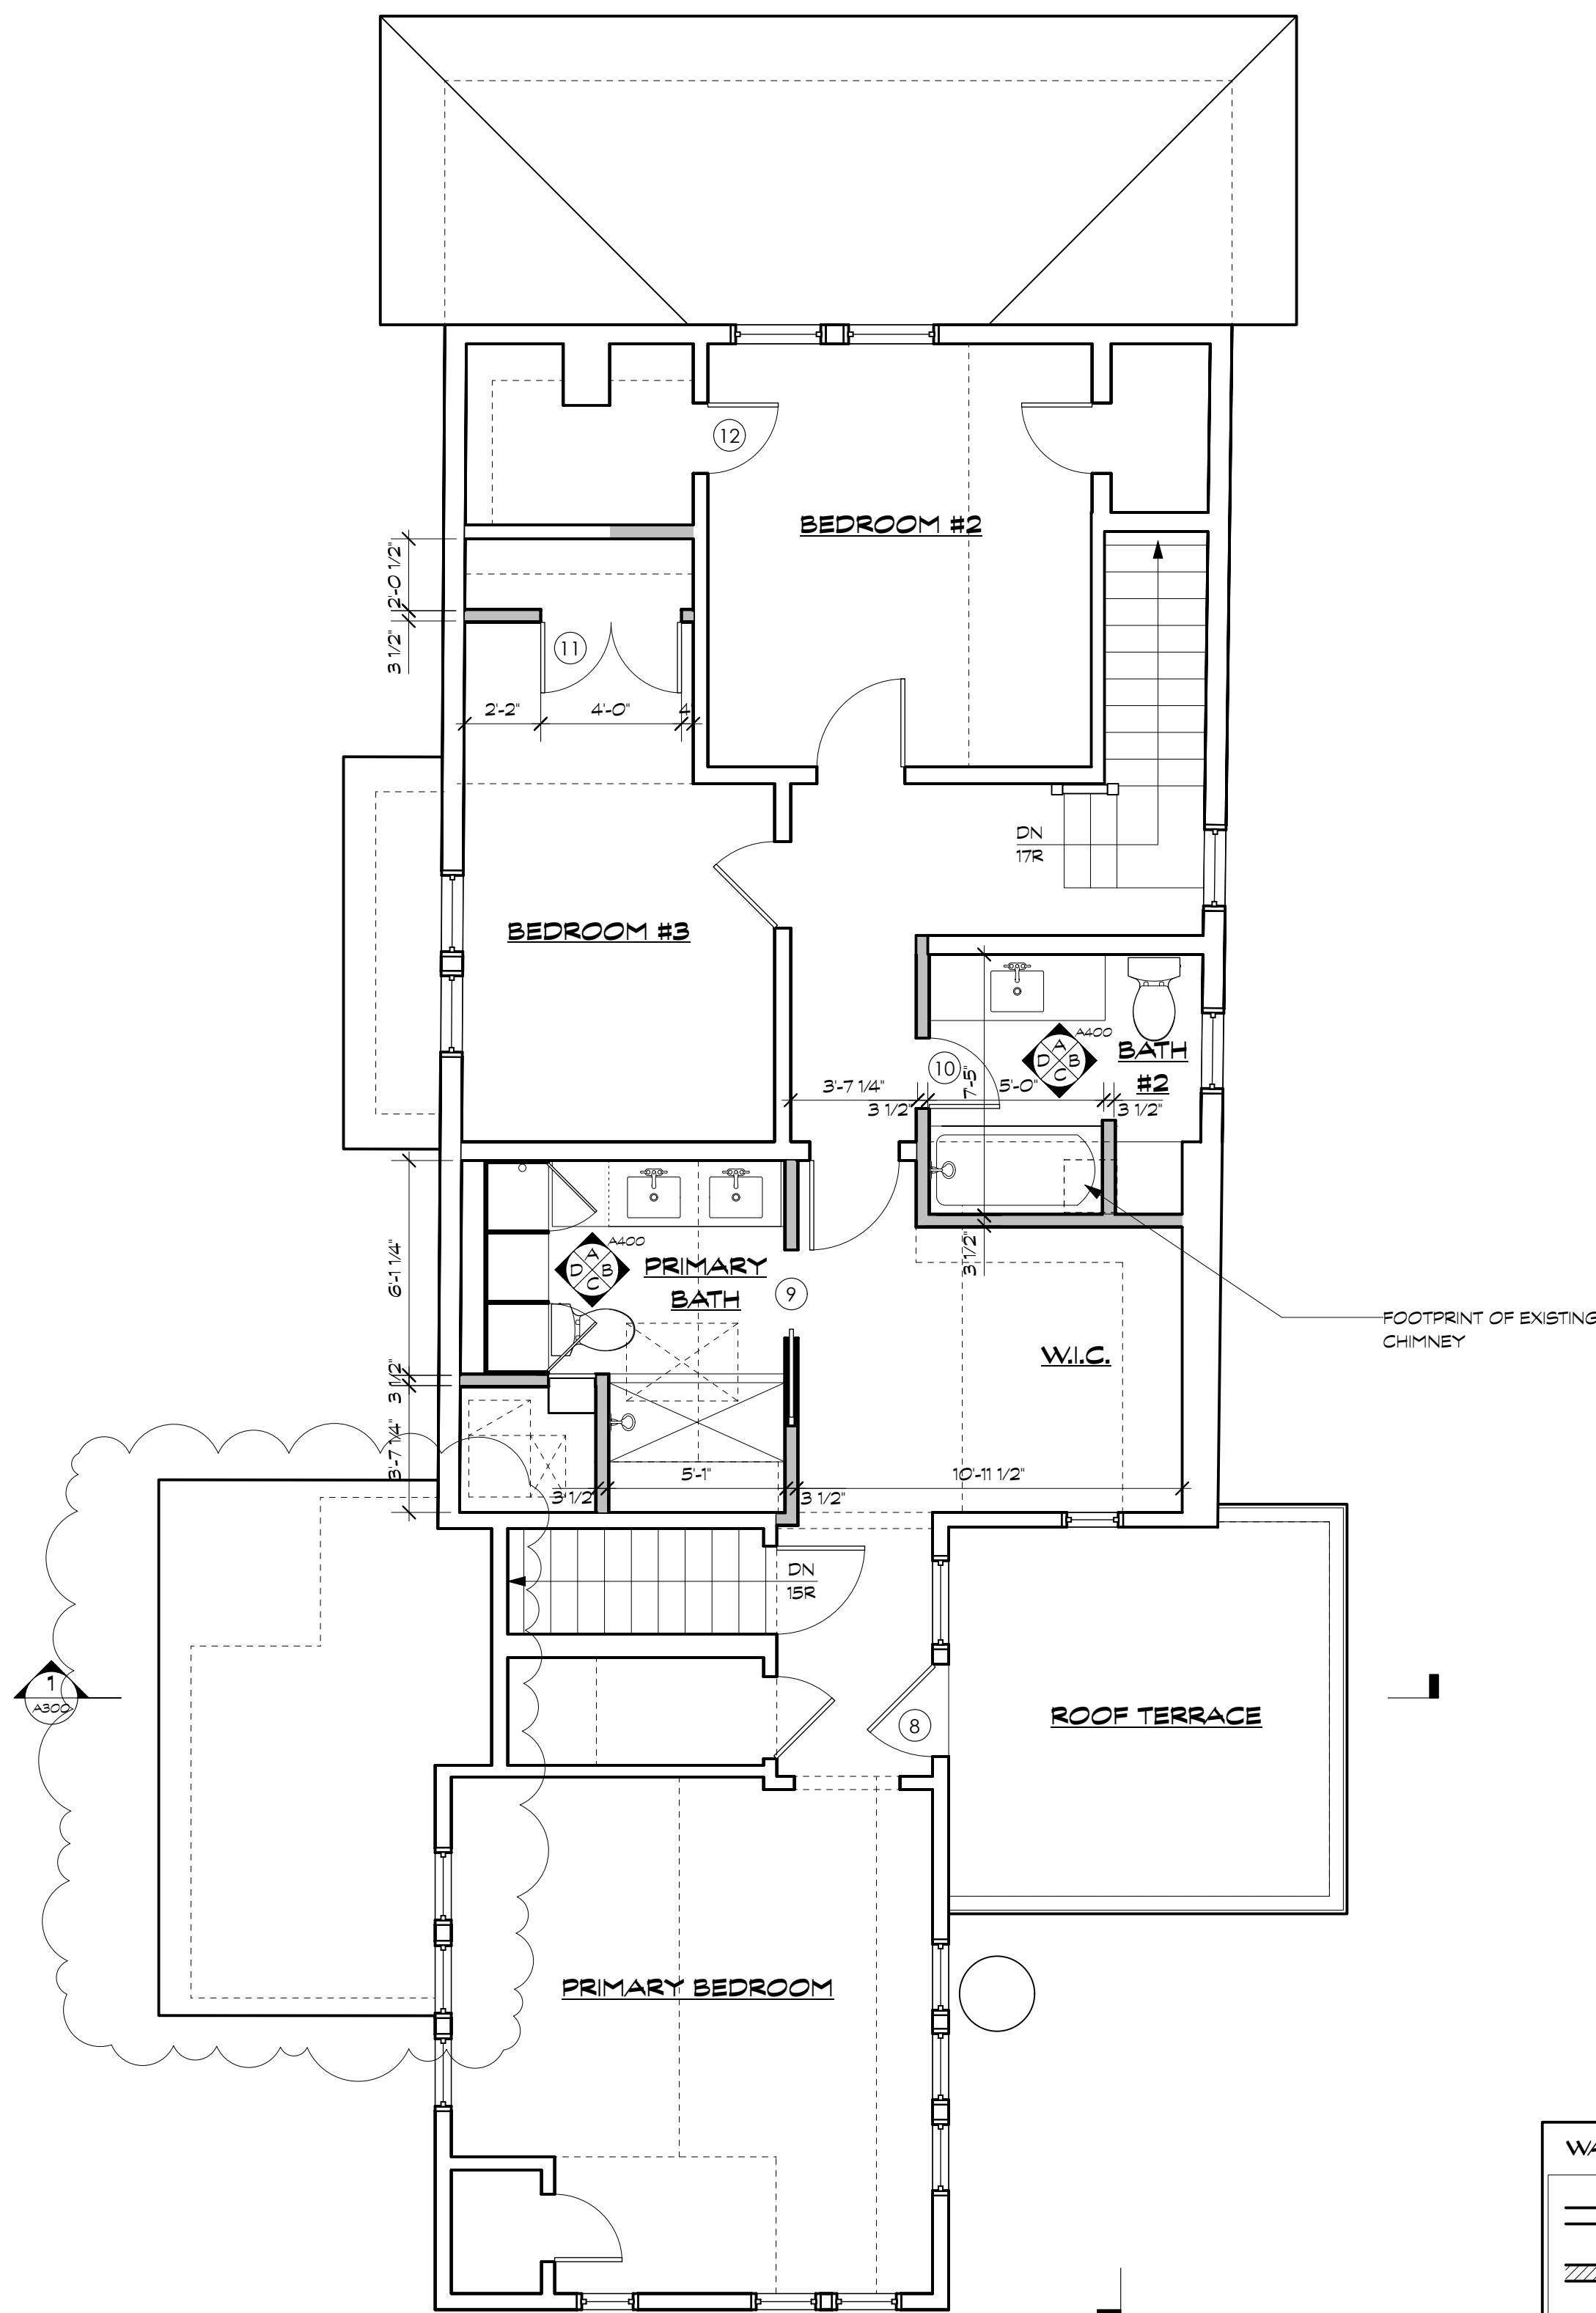 12
BEDROOM #2
2'-0 1/2"
3 1/2"
11
2'-2"
4'-0"
4"
DN
17R
BEDROOM #3
A400
A
D B
C
BATH
#2
10
7'-5"
5'-0"
3'-7 1/4"
3 1/2"
3 1/2"
6'-1 1/4"
A400
A
D B
C
PRIMARY
BATH
9
3 1/2"
FOOTPRINT OF EXISTING
CHIMNEY
W.I.C.
3 1/2"
3'-7 1/4"
5'-1"
10'-11 1/2"
3 1/2"
3 1/2"
DN
15R
1
A300
8
ROOF TERRACE
PRIMARY BEDROOM